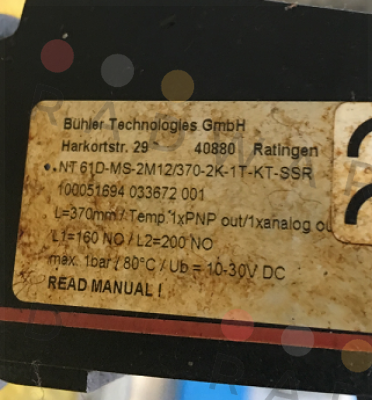 Bühler Technologies GmbH
Harkortstr. 29 40880 Ratingen
NT 61D-MS-2M12/370-2K-1T-KT-SSR
100051694 033672 001
L=370mm / Temp. 1xPNP out/1xanalog
L1=160 NO / L2=200 NO
max. 1bar / 80°C / Ub = 10-30V DC
READ MANUAL !